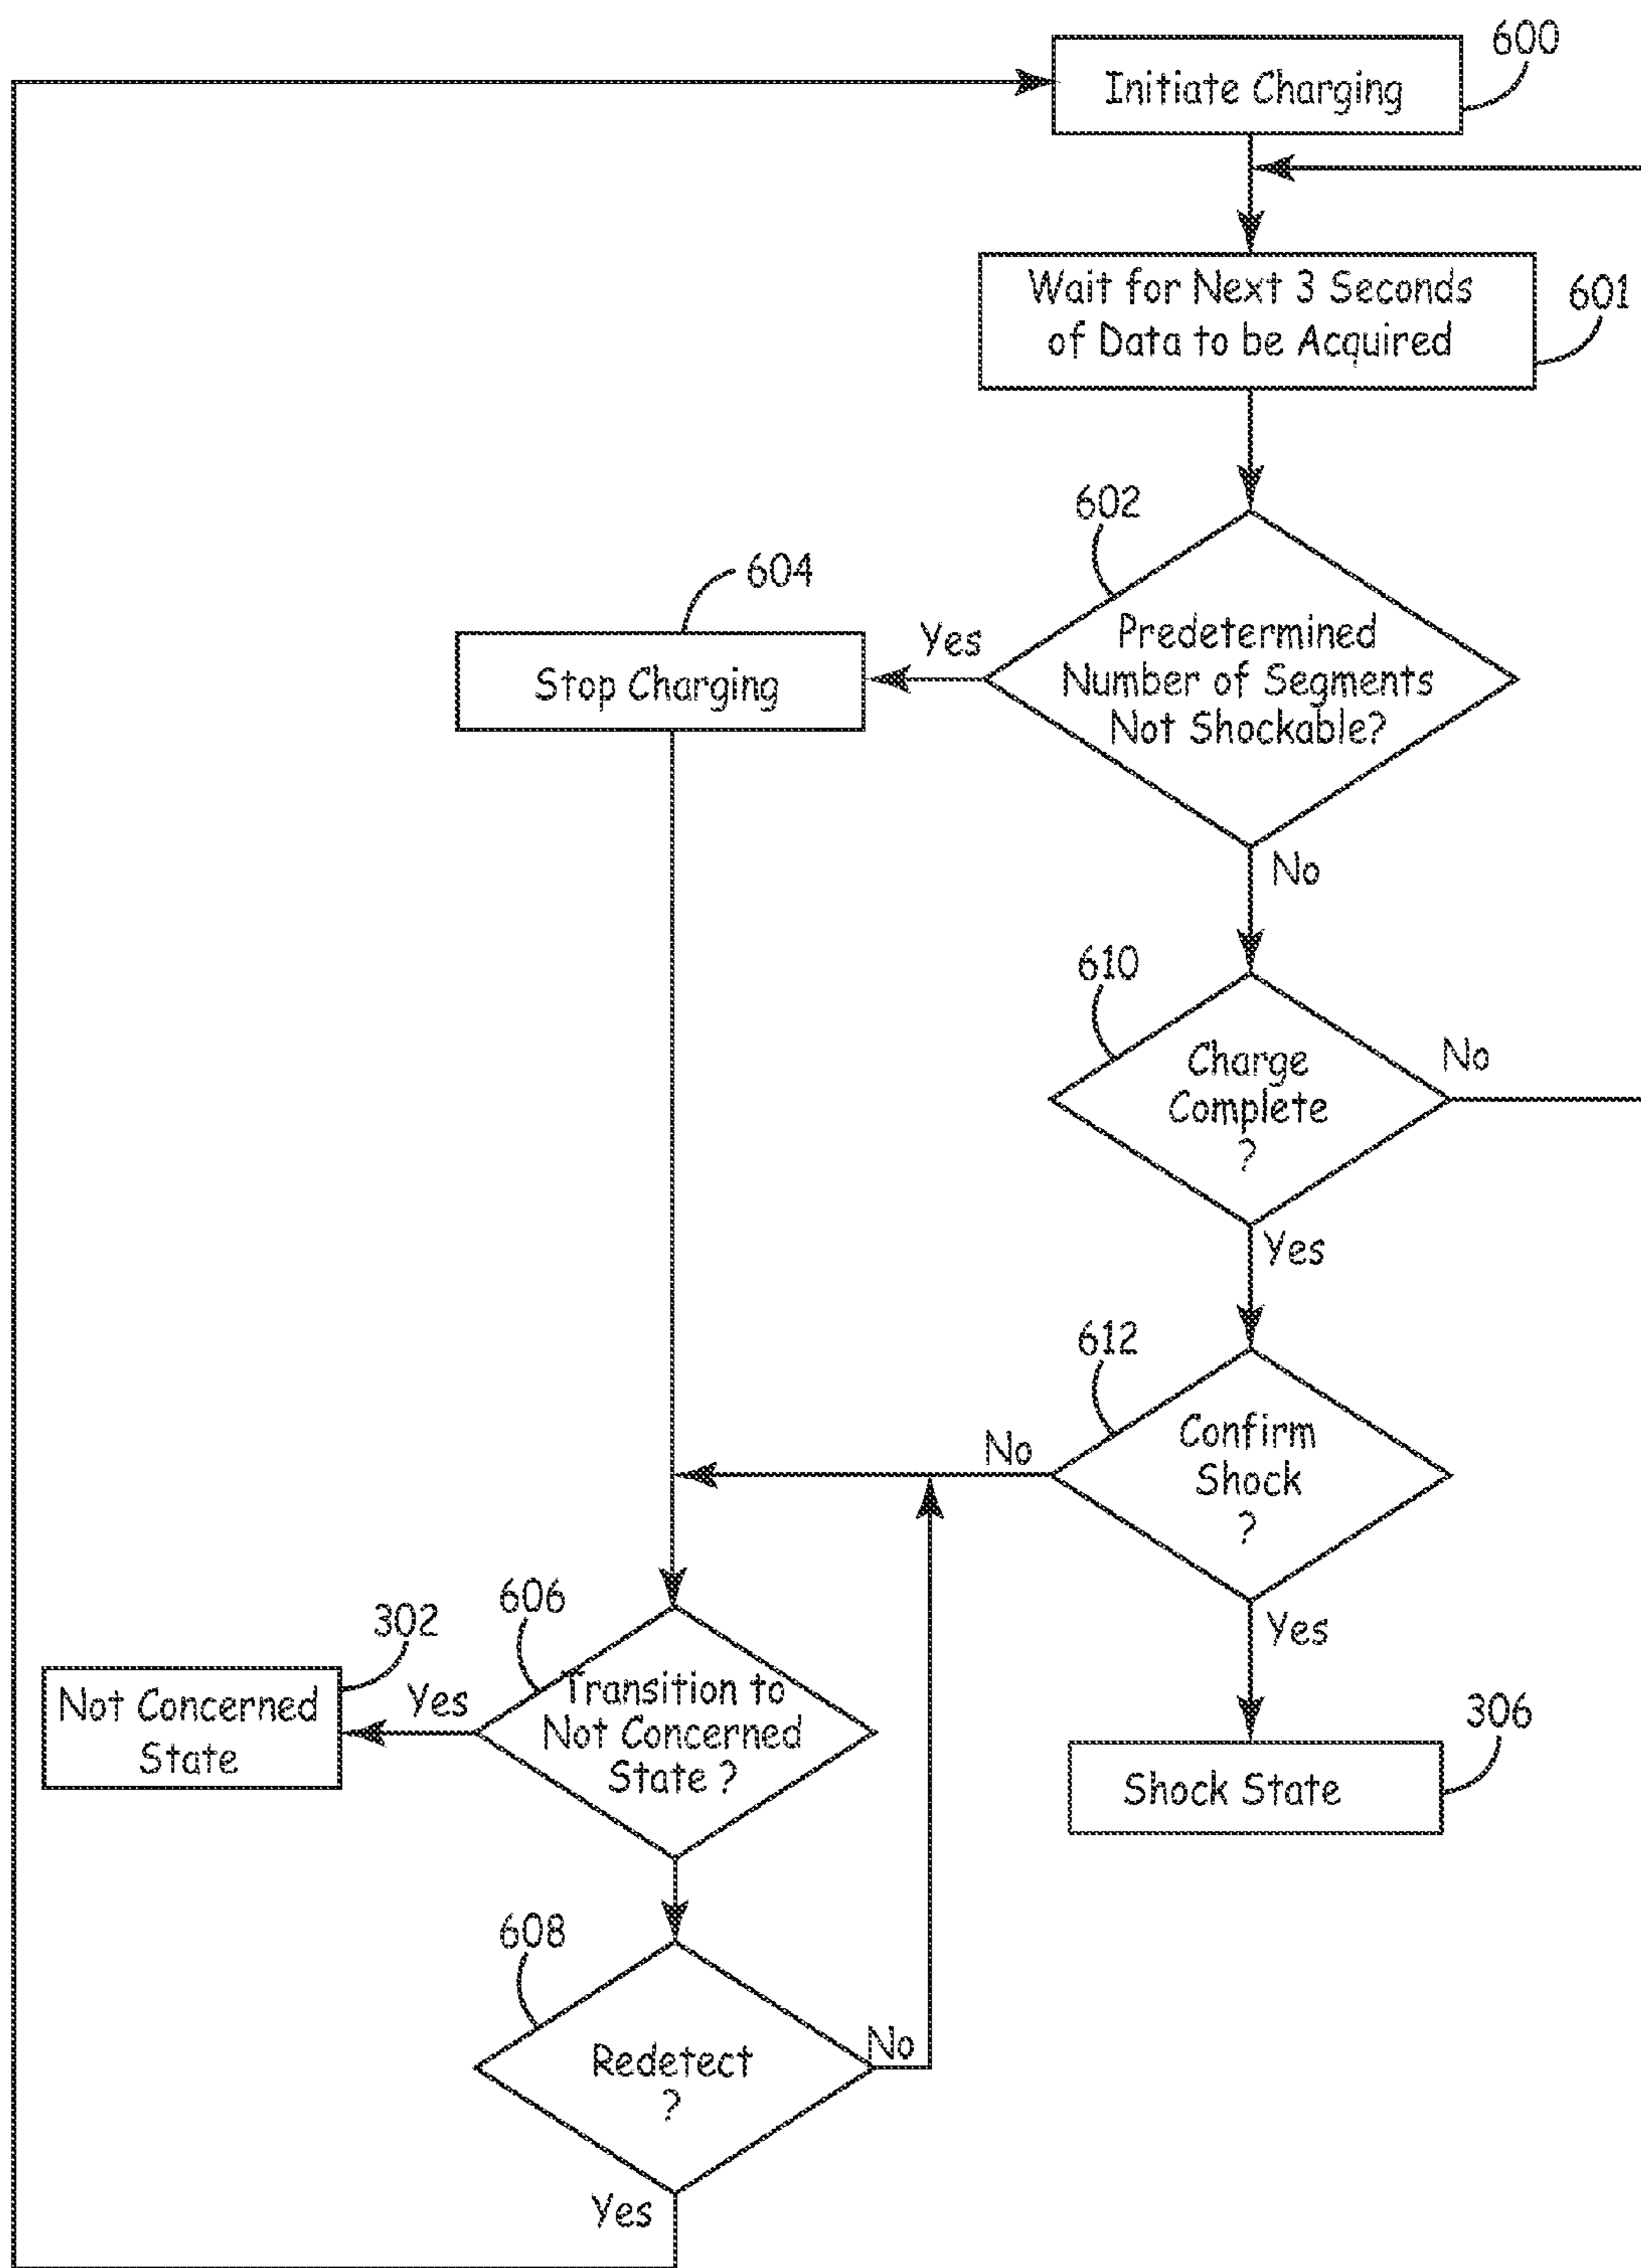 600
Initiate Charging
Wait for Next 3 Seconds
of Data to be Acquired
601
602
Predetermined
Number of Segments
Not Shockable?
Yes
604
Stop Charging
No
610
Charge
Complete
?
No
Yes
612
Confirm
Shock
?
No
Yes
306
Shock State
606
Transition to
Not Concerned
State ?
Yes
302
Not Concerned
State
608
Redetect
?
No
Yes